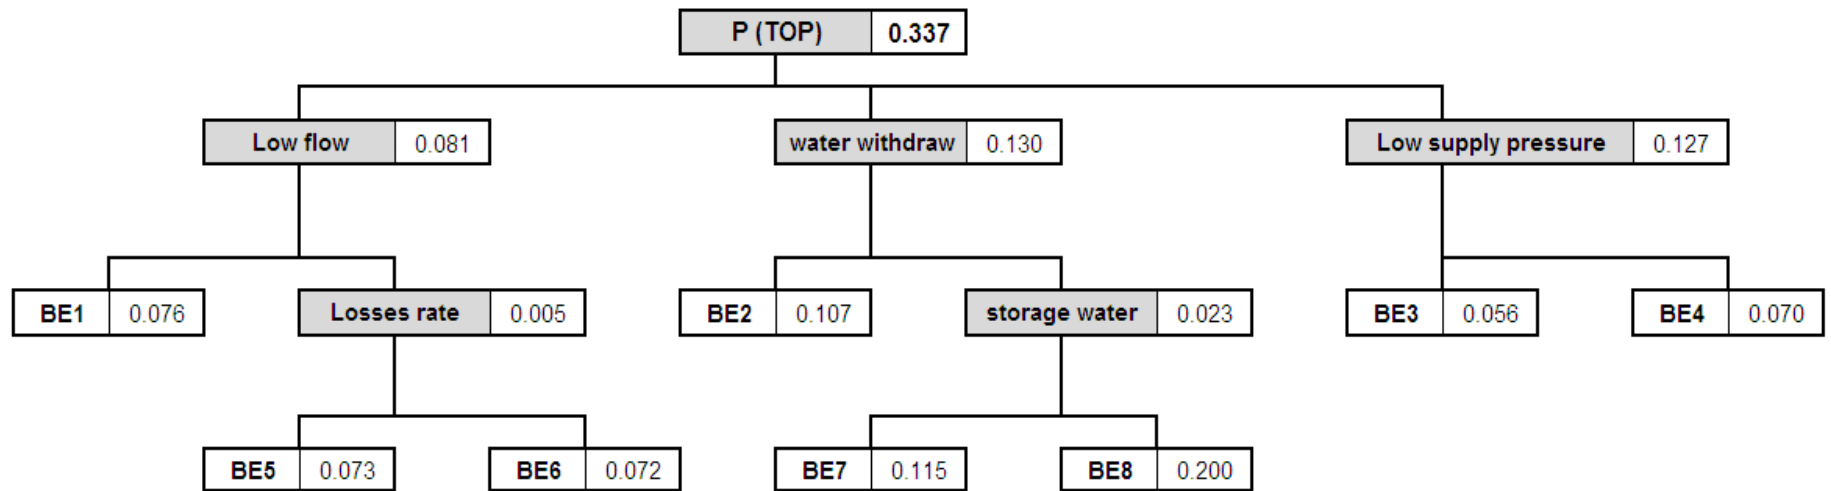 P (TOP) 0.337
Low flow 0.081 water withdraw 0.130 Low supply pressure 0.127
BE1 0.076 Losses rate 0.005 BE2 0.107 storage water 0.023 BE3 0.056 BE4 0.070
BE5 0.073 BE6 0.072 BE7 0.115 BE8 0.200